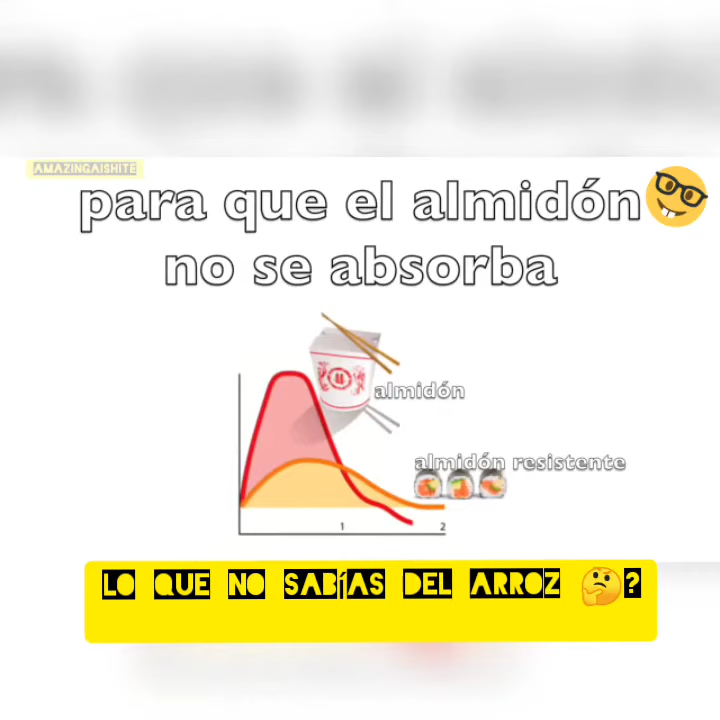 AMAZINGAISHITE
para que el almidón🤓
no se absorba
almidón
almidón resistente
1 2
LO QUE NO SABÍAS DEL ARROZ 🤔?